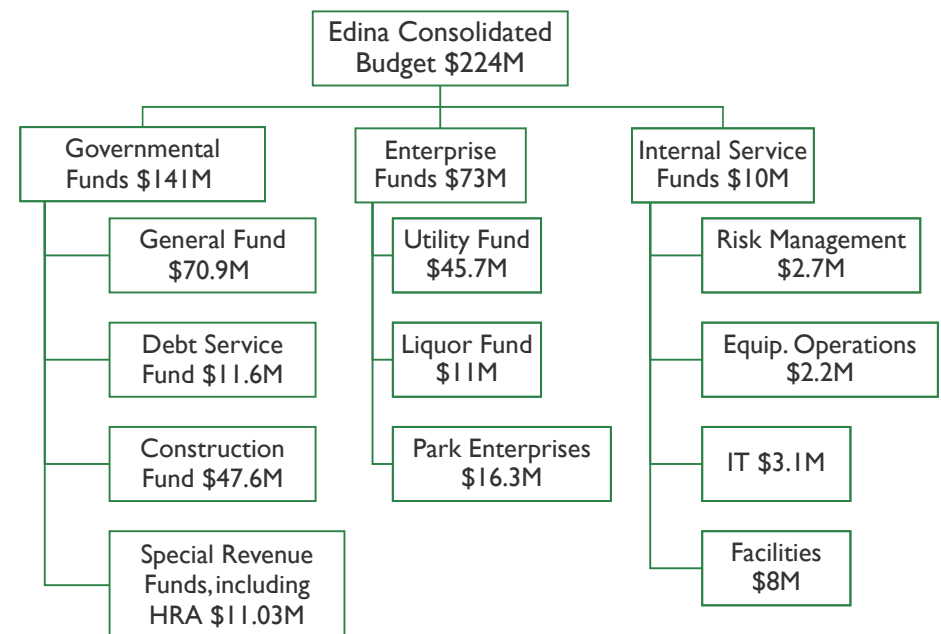 Edina Consolidated
Budget $224M
Governmental
Funds $141M
General Fund
$70.9M
Debt Service
Fund $11.6M
Construction
Fund $47.6M
Special Revenue
Funds, including
HRA $11.03M
Enterprise
Funds $73M
Utility Fund
$45.7M
Liquor Fund
$11M
Park Enterprises
$16.3M
Internal Service
Funds $10M
Risk Management
$2.7M
Equip. Operations
$2.2M
IT $3.1M
Facilities
$8M